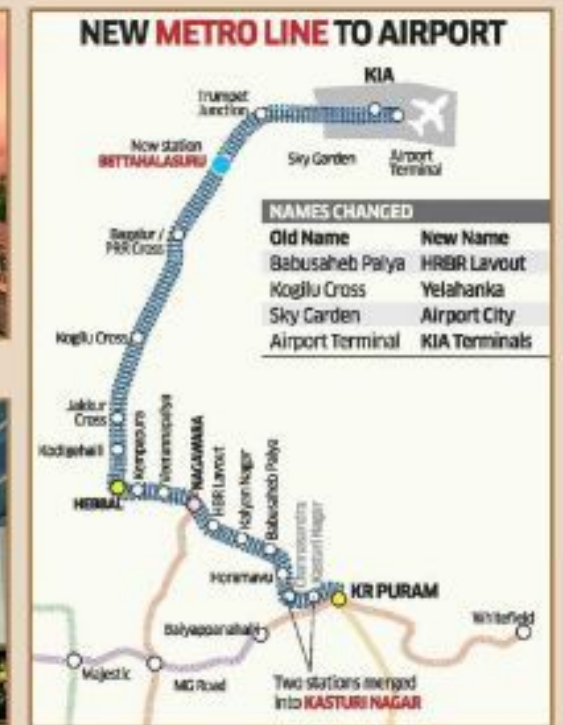 NEW METRO LINE TO AIRPORT
KIA
Trumpet
Junction
New station
BETTAHALASURU
Sky Garden
Airport
Terminal
Bagalur /
PRR Cross
NAMES CHANGED
Old Name New Name
Babusaheb Palya HRBR Layout
Kogilu Cross Yelahanka
Sky Garden Airport City
Airport Terminal KIA Terminals
Kogilu Cross
Jakkur
Cross
Kodigehalli
HEBBAL
Kempapura
Veerannapalya
NAGAWARA
HBR Layout
Kalyan Nagar
Babusaheb Palya
Horamavu
Channasandra
Kasturi Nagar
KR PURAM
Baiyappanahalli
Whitefield
Majestic
MG Road
Two stations merged
into KASTURI NAGAR